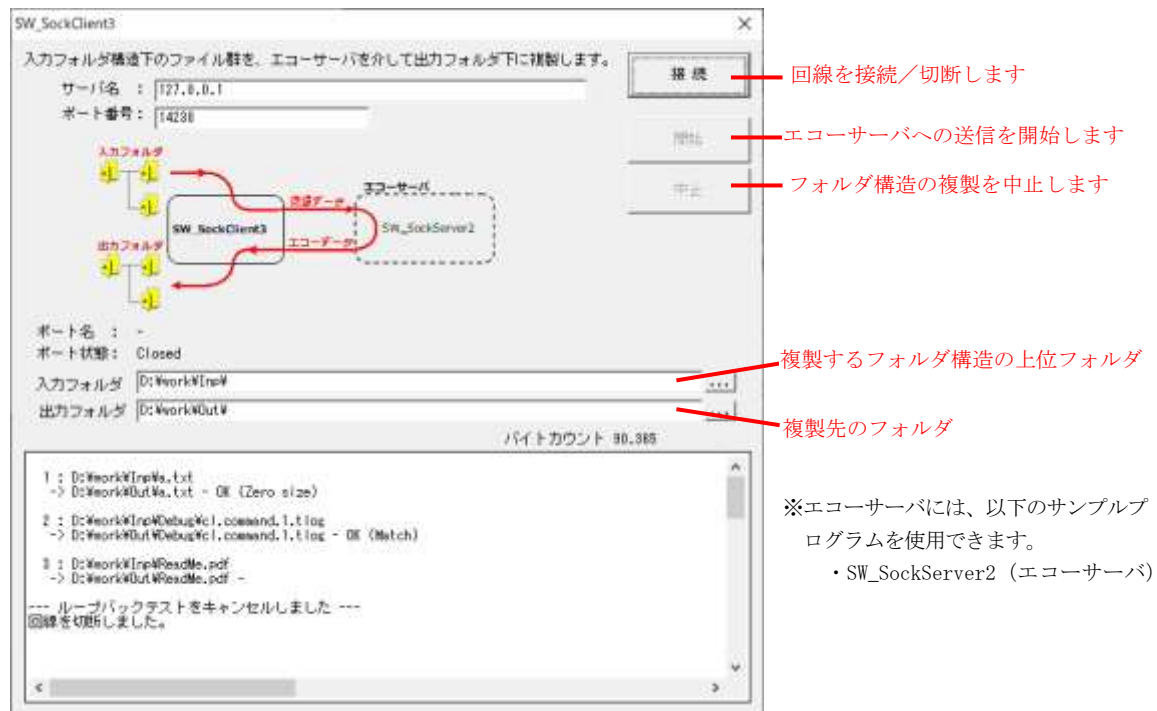 SW_SockClient3
入力フォルダ構造下のファイル群を、エコーサーバを介して出力フォルダ下に複製します。
サーバ名 : 127.0.0.1
ポート番号: 14238
接続
開始
中止
回線を接続／切断します
エコーサーバへの送信を開始します
フォルダ構造の複製を中止します
入力フォルダ
エコーサーバ
送信データ
SW_SockClient3
SW_SockServer2
エコーデータ
出力フォルダ
ポート名 : -
ポート状態: Closed
入力フォルダ D:¥work¥Inp¥ ...
出力フォルダ D:¥work¥Out¥ ...
複製するフォルダ構造の上位フォルダ
複製先のフォルダ
バイトカウント 90,385
1 : D:¥work¥Inp¥a.txt
-> D:¥work¥Out¥a.txt - OK (Zero size)
2 : D:¥work¥Inp¥Debug¥cl.command.1.tlog
-> D:¥work¥Out¥Debug¥cl.command.1.tlog - OK (Match)
3 : D:¥work¥Inp¥ReadMe.pdf
-> D:¥work¥Out¥ReadMe.pdf -
--- ループバックテストをキャンセルしました ---
回線を切断しました。
※エコーサーバには、以下のサンプルプ
ログラムを使用できます。
・SW_SockServer2（エコーサーバ）